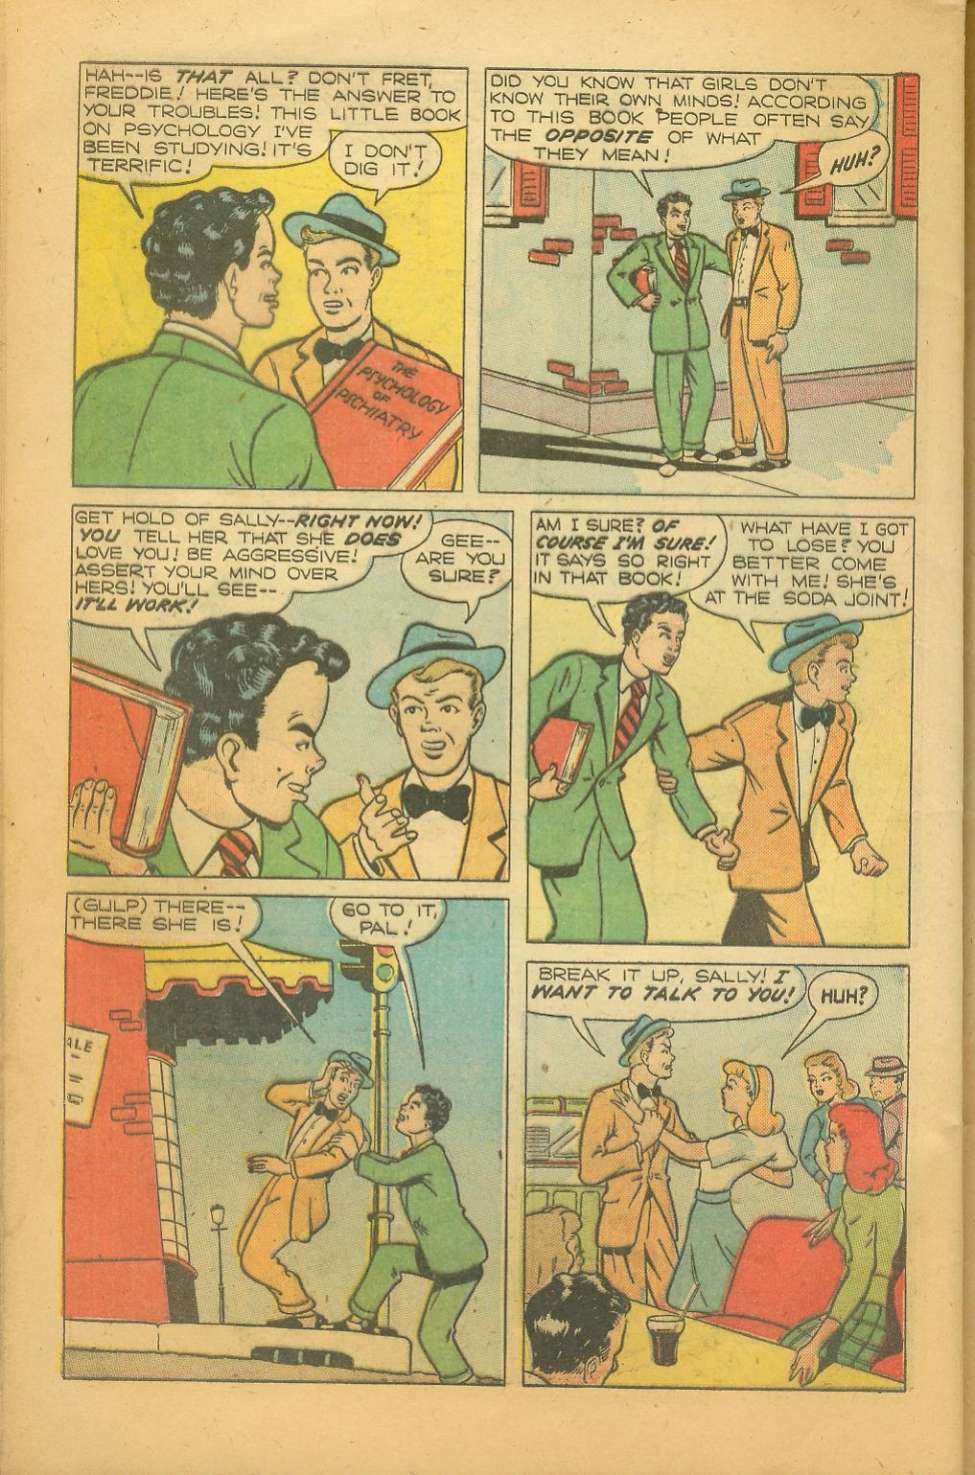 HAH--IS THAT ALL? DON'T FRET,
FREDDIE! HERE'S THE ANSWER TO
YOUR TROUBLES! THIS LITTLE BOOK
ON PSYCHOLOGY I'VE
BEEN STUDYING! IT'S
TERRIFIC!
I DON'T
DIG IT!
THE
PSYCHOLOGY
OF
PSCHIATRY
DID YOU KNOW THAT GIRLS DON'T
KNOW THEIR OWN MINDS! ACCORDING
TO THIS BOOK PEOPLE OFTEN SAY
THE OPPOSITE OF WHAT
THEY MEAN!
HUH?
GET HOLD OF SALLY--RIGHT NOW!
YOU TELL HER THAT SHE DOES
LOVE YOU! BE AGGRESSIVE!
ASSERT YOUR MIND OVER
HERS! YOU'LL SEE--
IT'LL WORK!
GEE--
ARE YOU
SURE?
AM I SURE? OF
COURSE I'M SURE!
IT SAYS SO RIGHT
IN THAT BOOK!
WHAT HAVE I GOT
TO LOSE? YOU
BETTER COME
WITH ME! SHE'S
AT THE SODA JOINT!
(GULP) THERE--
THERE SHE IS!
GO TO IT,
PAL!
ALE
BREAK IT UP, SALLY! I
WANT TO TALK TO YOU!
HUH?